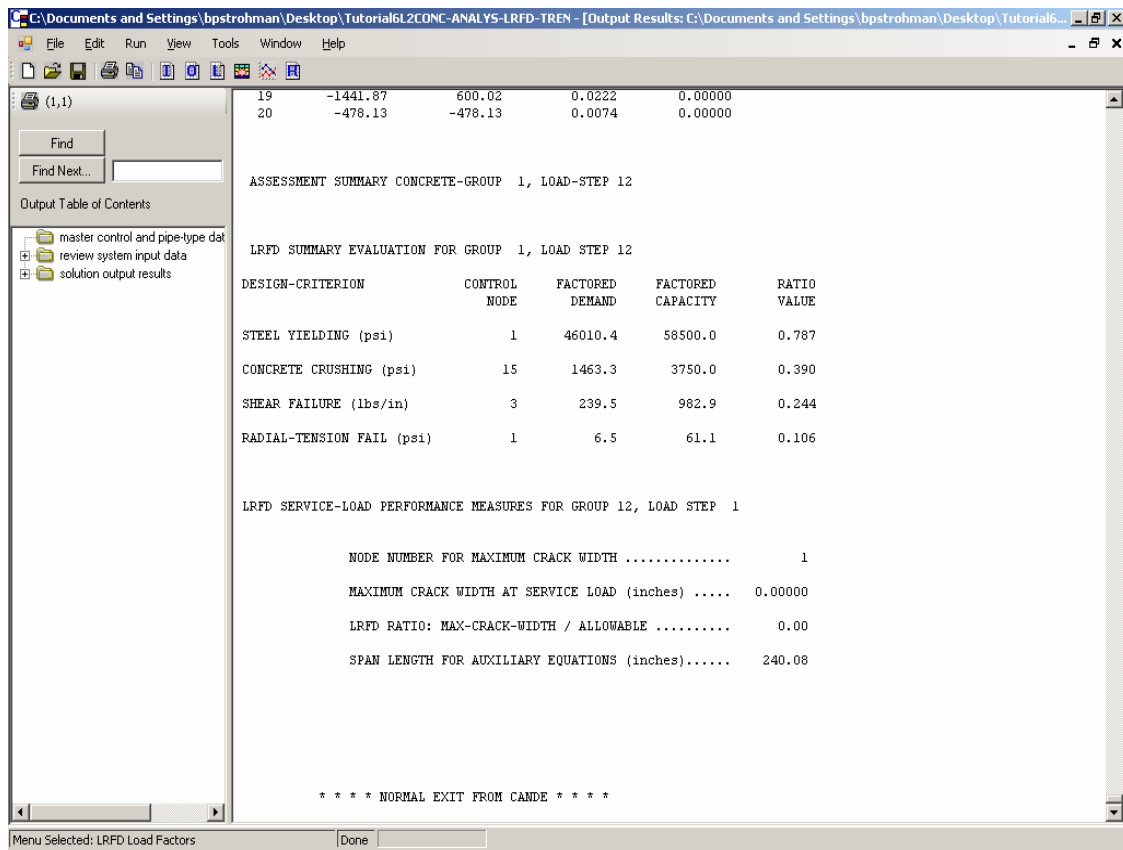 C:\Documents and Settings\bpstrohman\Desktop\Tutorial6L2CONC-ANALYS-LRFD-TREN - [Output Results: C:\Documents and Settings\bpstrohman\Desktop\Tutorial6...
File Edit Run View Tools Window Help
(1,1)
Find
Find Next...
Output Table of Contents
master control and pipe-type dat
review system input data
solution output results
19 -1441.87 600.02 0.0222 0.00000
20 -478.13 -478.13 0.0074 0.00000
ASSESSMENT SUMMARY CONCRETE-GROUP 1, LOAD-STEP 12
LRFD SUMMARY EVALUATION FOR GROUP 1, LOAD STEP 12
DESIGN-CRITERION CONTROL FACTORED FACTORED RATIO
NODE DEMAND CAPACITY VALUE
STEEL YIELDING (psi) 1 46010.4 58500.0 0.787
CONCRETE CRUSHING (psi) 15 1463.3 3750.0 0.390
SHEAR FAILURE (lbs/in) 3 239.5 982.9 0.244
RADIAL-TENSION FAIL (psi) 1 6.5 61.1 0.106
LRFD SERVICE-LOAD PERFORMANCE MEASURES FOR GROUP 12, LOAD STEP 1
NODE NUMBER FOR MAXIMUM CRACK WIDTH .............. 1
MAXIMUM CRACK WIDTH AT SERVICE LOAD (inches) ..... 0.00000
LRFD RATIO: MAX-CRACK-WIDTH / ALLOWABLE .......... 0.00
SPAN LENGTH FOR AUXILIARY EQUATIONS (inches)...... 240.08
* * * * NORMAL EXIT FROM CANDE * * * *
Menu Selected: LRFD Load Factors Done